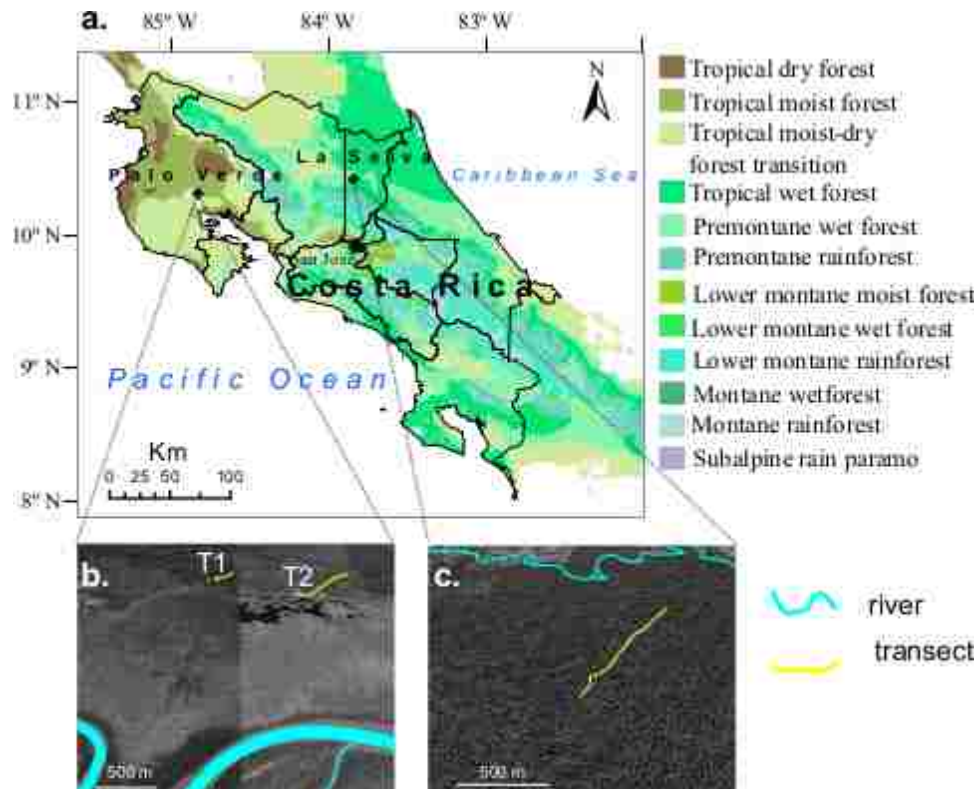 85° W 84° W 83° W
a.
N
11° N
La Selva
Palo Verde
Caribbean Sea
10° N
San José
Costa Rica
9° N
Pacific Ocean
Km
0 25 50 100
8° N
Tropical dry forest
Tropical moist forest
Tropical moist-dry
forest transition
Tropical wet forest
Premontane wet forest
Premontane rainforest
Lower montane moist forest
Lower montane wet forest
Lower montane rainforest
Montane wetforest
Montane rainforest
Subalpine rain paramo
b.
T1
T2
500 m
c.
500 m
river
transect